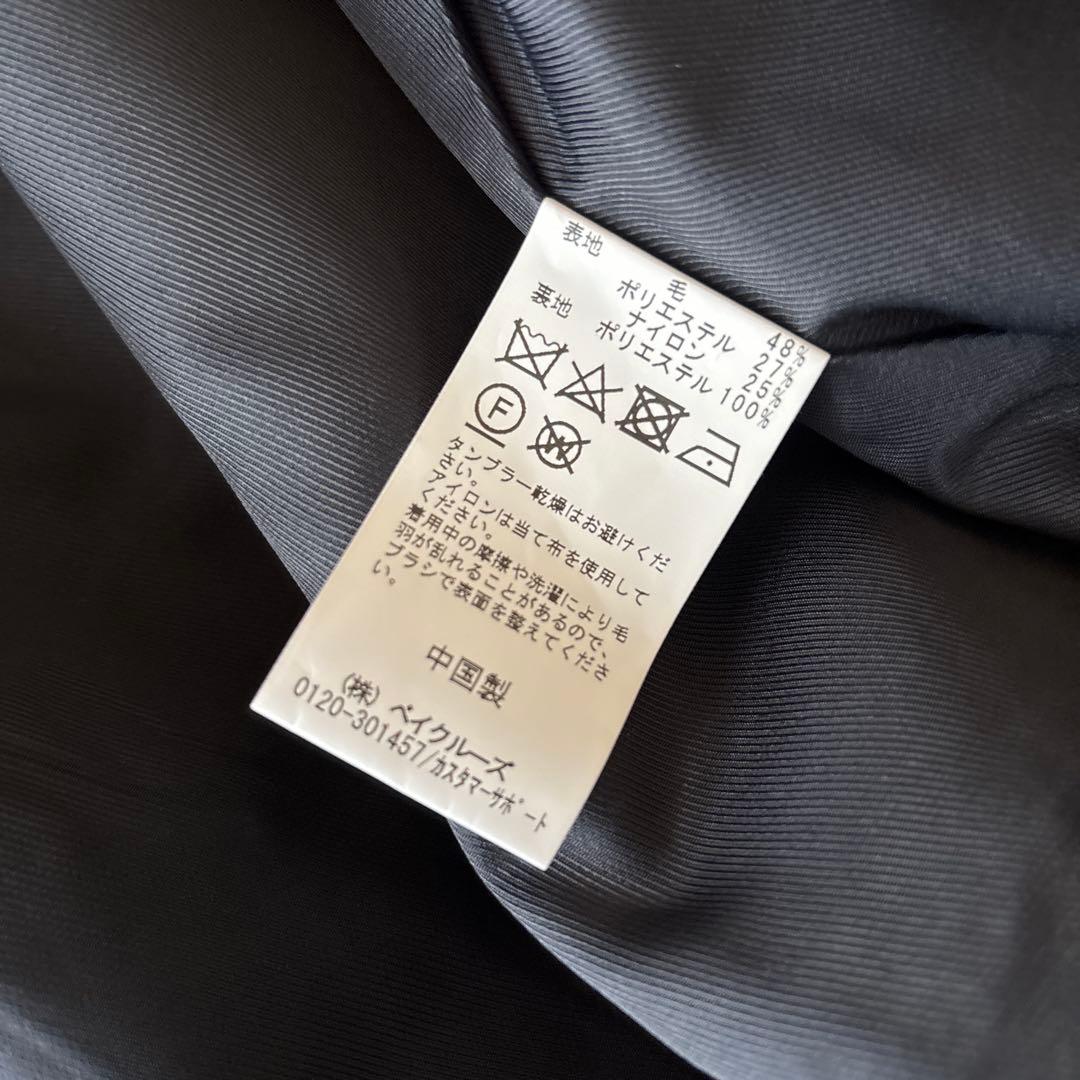 表地
毛 48%
ポリエステル 27%
ナイロン 25%
裏地 ポリエステル 100%
F
W
タンブラー乾燥はお避けくだ
さい。
アイロンは当て布を使用して
ください。
着用中の摩擦や洗濯により毛
羽が乱れることがあるので、
ブラシで表面を整えてくださ
い。
中国製
(株) ベイクルーズ
0120-301457/カスタマーサポート